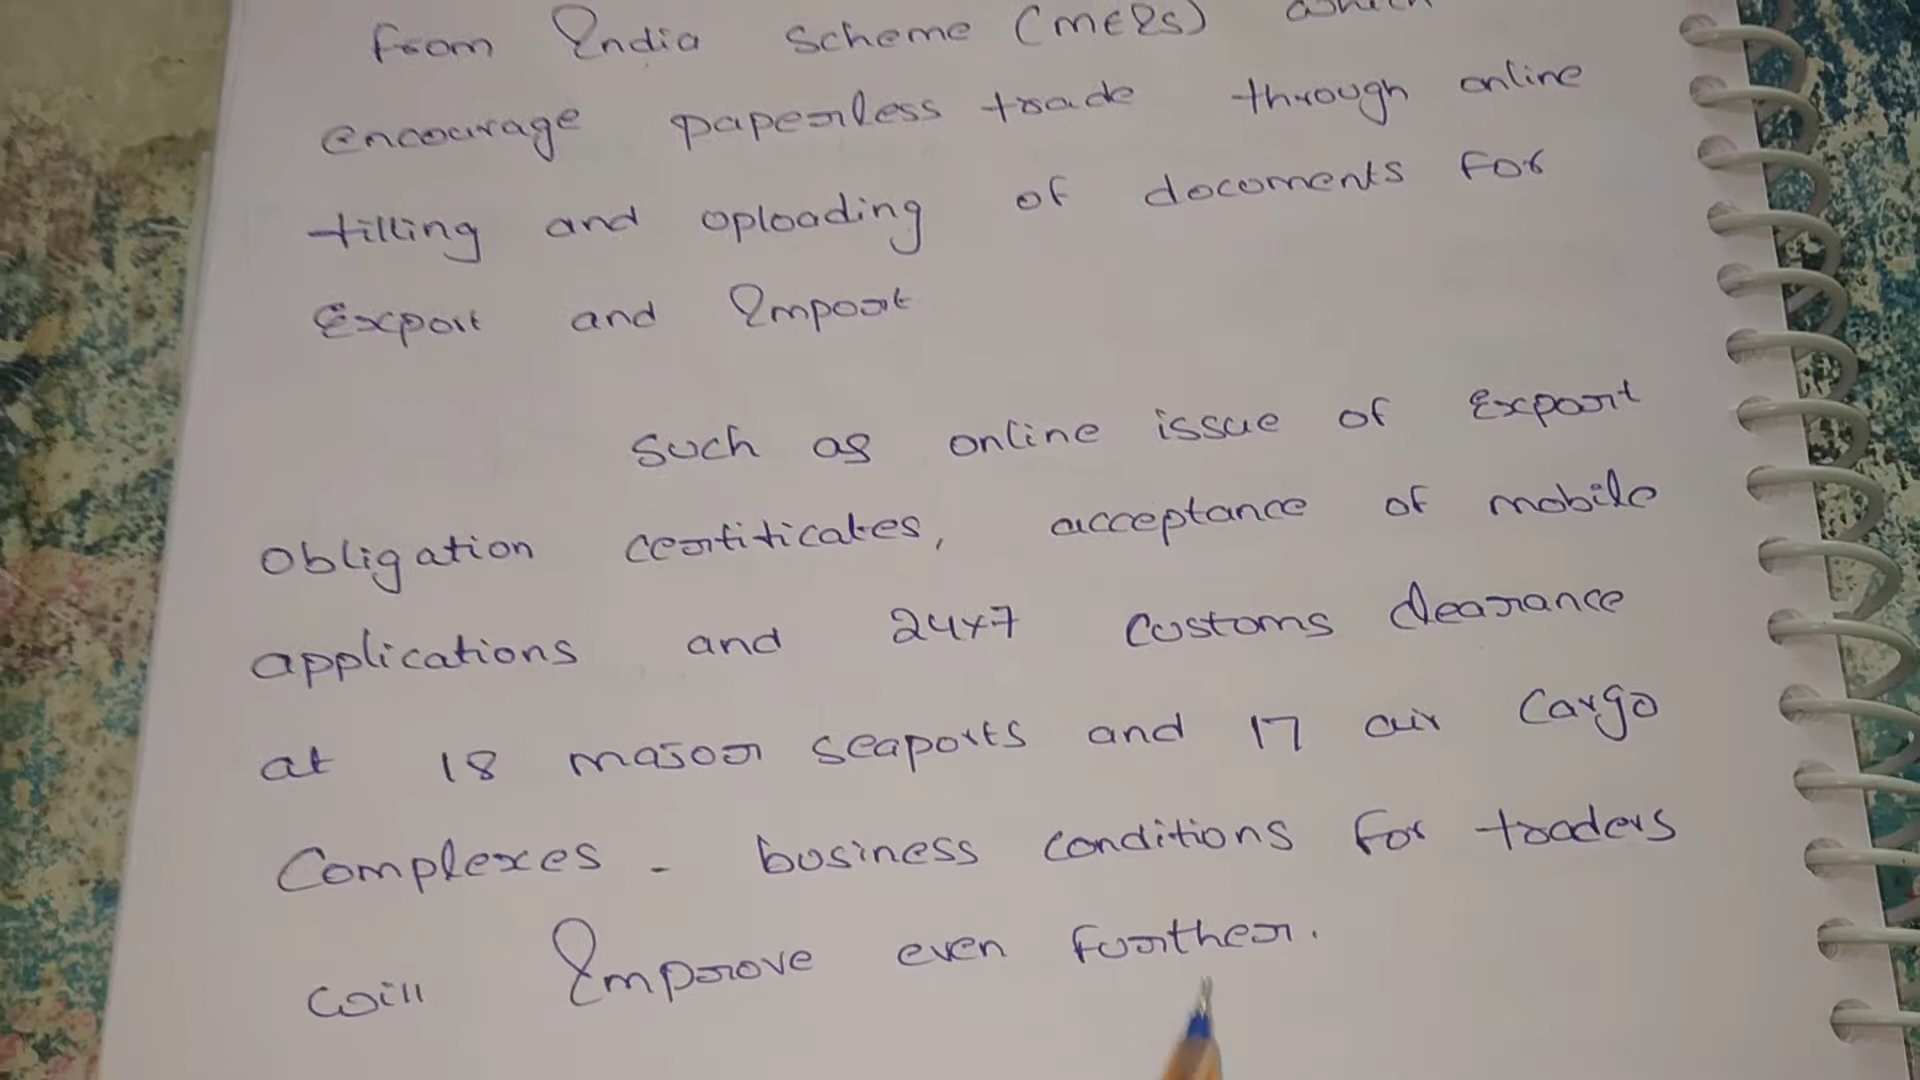 from India scheme (MEIS) which
encourage paperless trade through online
filling and uploading of documents for
Export and Import
such as online issue of Export
obligation certificates, acceptance of mobile
applications and 24x7 customs clearance
at 18 major seaports and 17 air Cargo
Complexes - business conditions for traders
will Improve even further.